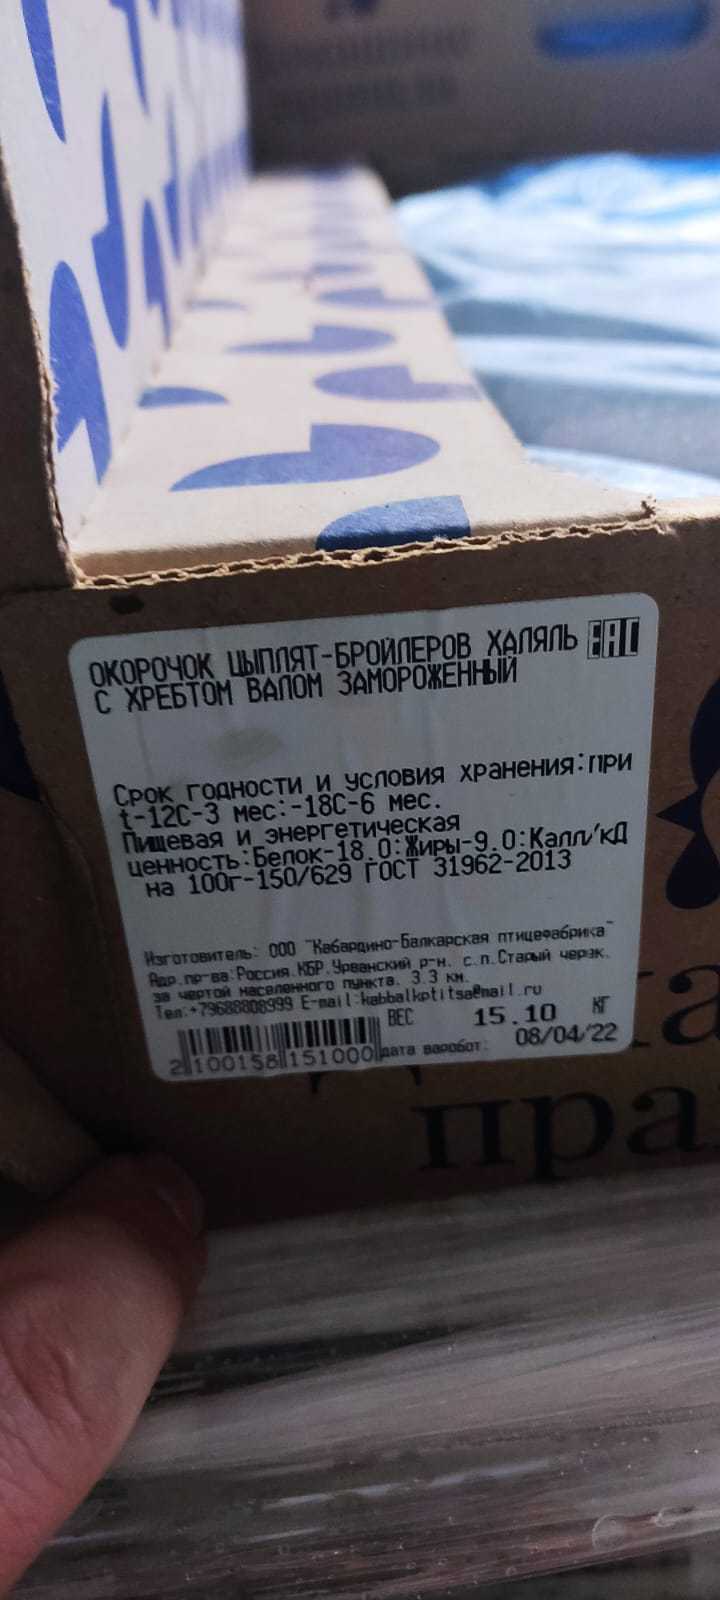 ОКОРОЧОК ЦЫПЛЯТ-БРОЙЛЕРОВ ХАЛЯЛЬ EAC
С ХРЕБТОМ ВАЛОМ ЗАМОРОЖЕННЫЙ
Срок годности и условия хранения:при
t-12С-3 мес:-18С-6 мес.
Пищевая и энергетическая
ценность:Белок-18.0:Жиры-9.0:Калл/кД
на 100г-150/629 ГОСТ 31962-2013
Изготовитель: ООО "Кабардино-Балкарская птицефабрика"
Адр.пр-ва:Россия.КБР.Урванский р-н. с.п.Старый черек.
за чертой населенного пункта. 3.3 км.
Тел:+79688808999 E-mail:kabbalkptitsa@mail.ru
ВЕС 15.10 КГ
2100158151000 дата выработ: 08/04/22
ка
пра